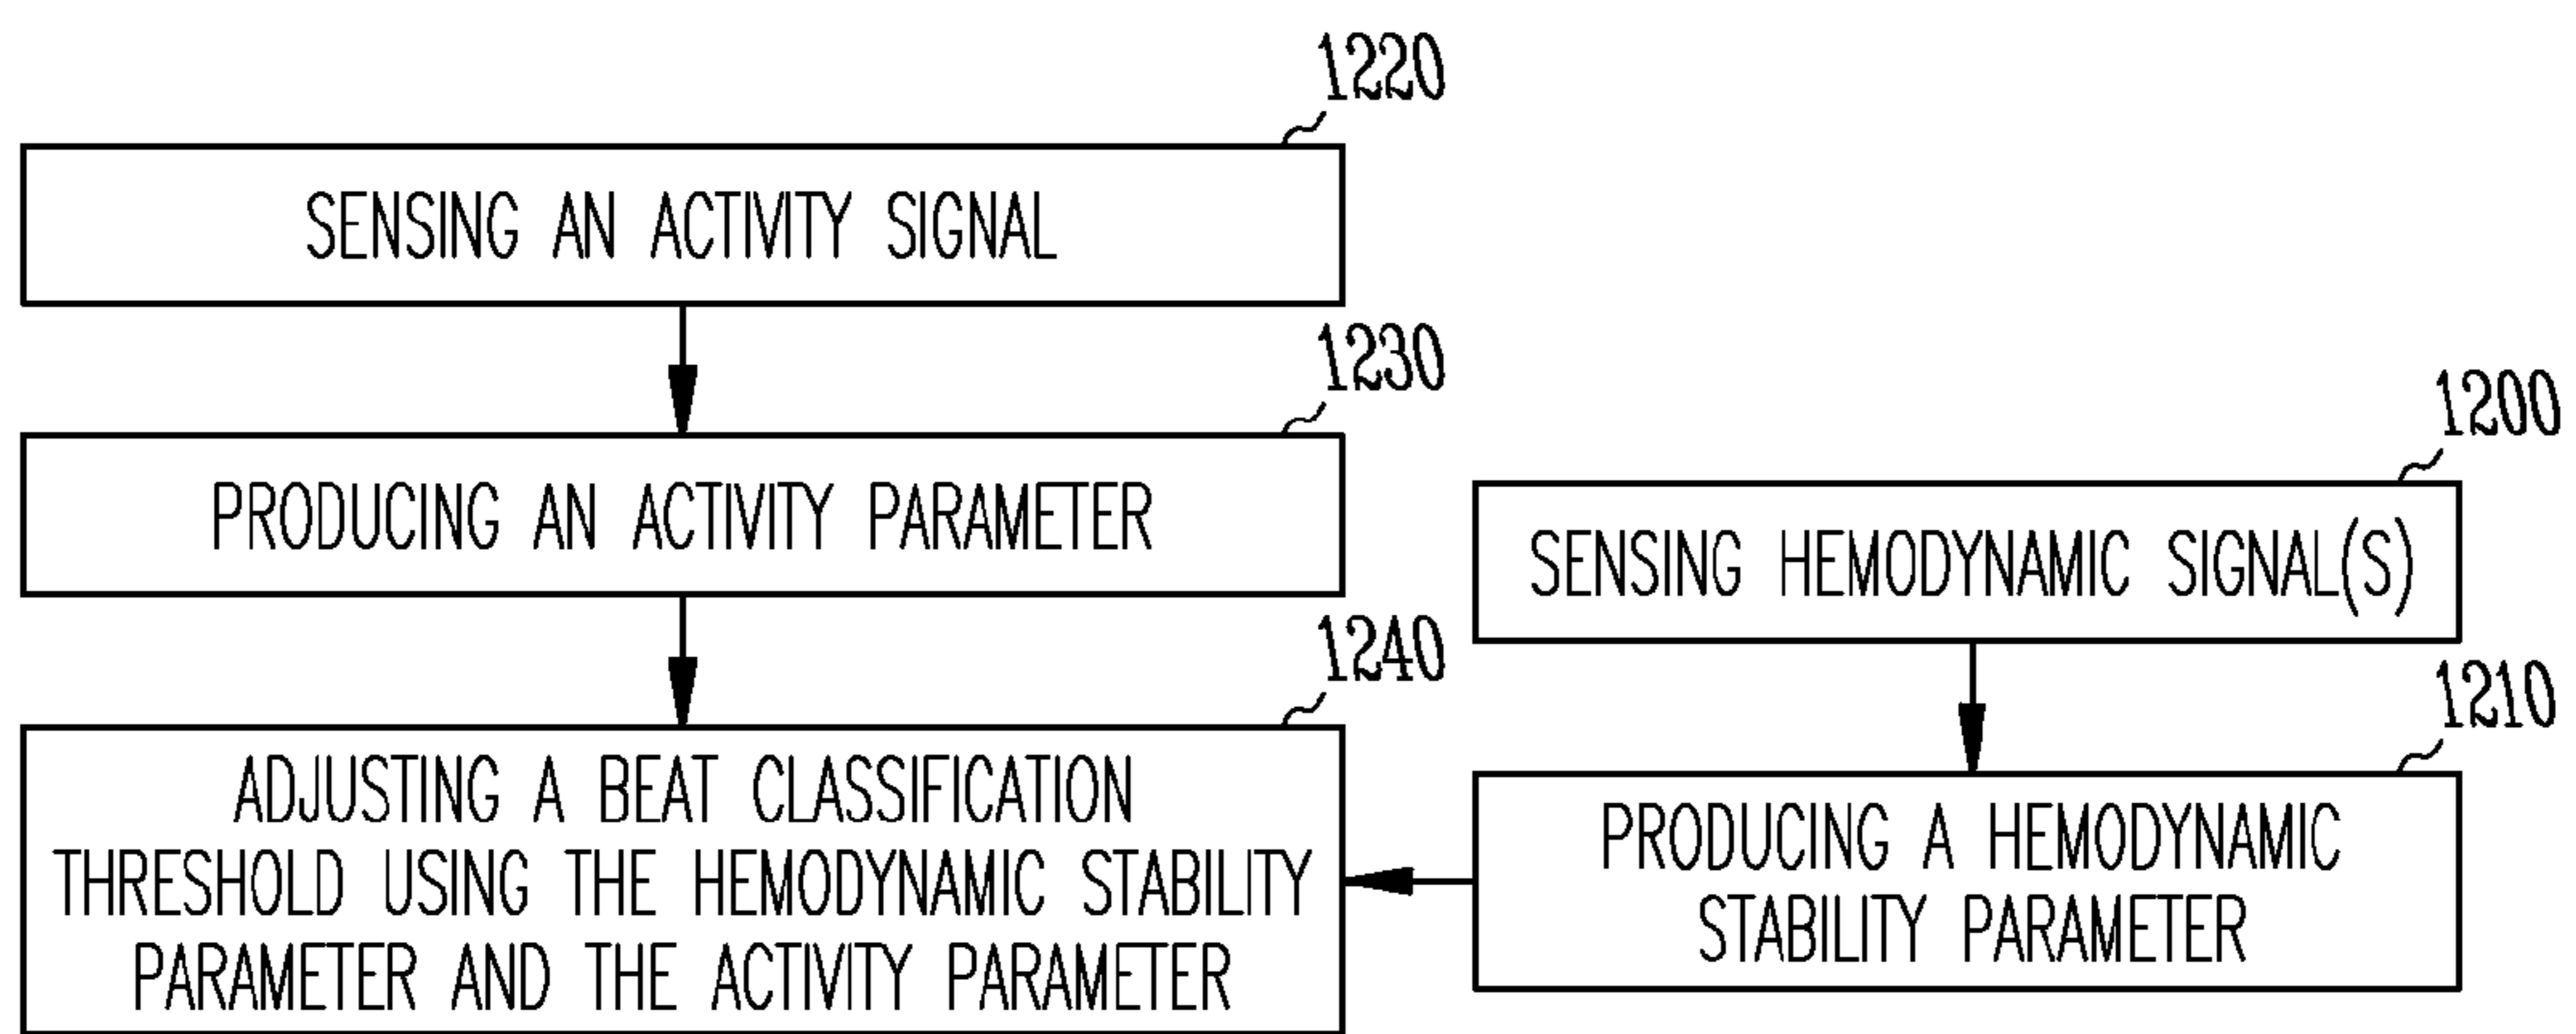 1220
SENSING AN ACTIVITY SIGNAL
1230
PRODUCING AN ACTIVITY PARAMETER
1240
ADJUSTING A BEAT CLASSIFICATION
THRESHOLD USING THE HEMODYNAMIC STABILITY
PARAMETER AND THE ACTIVITY PARAMETER
1200
SENSING HEMODYNAMIC SIGNAL(S)
1210
PRODUCING A HEMODYNAMIC
STABILITY PARAMETER